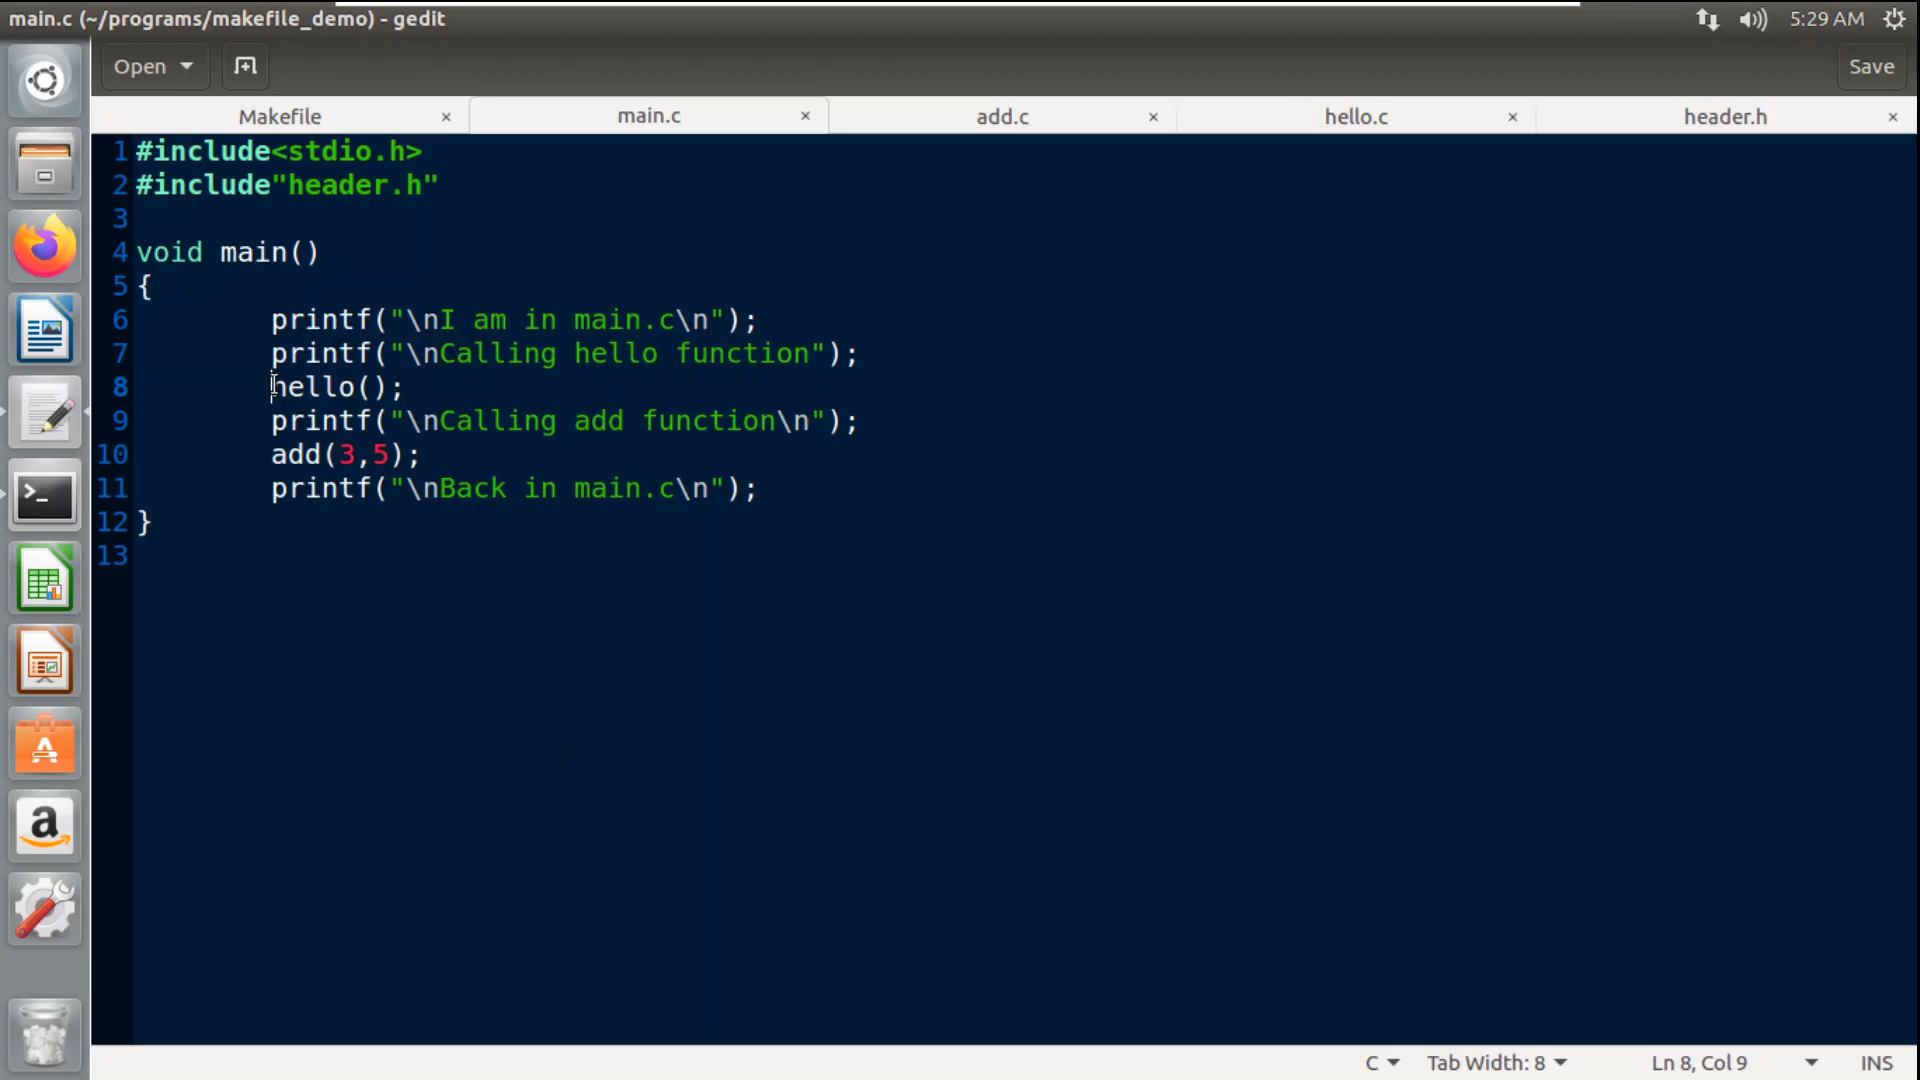 main.c (~/programs/makefile_demo) - gedit
5:29 AM
Open
Save
Makefile × main.c × add.c × hello.c × header.h ×
1 #include<stdio.h>
2 #include"header.h"
3
4 void main()
5 {
6 printf("\nI am in main.c\n");
7 printf("\nCalling hello function");
8 hello();
9 printf("\nCalling add function\n");
10 add(3,5);
11 printf("\nBack in main.c\n");
12 }
13
C Tab Width: 8 Ln 8, Col 9 INS